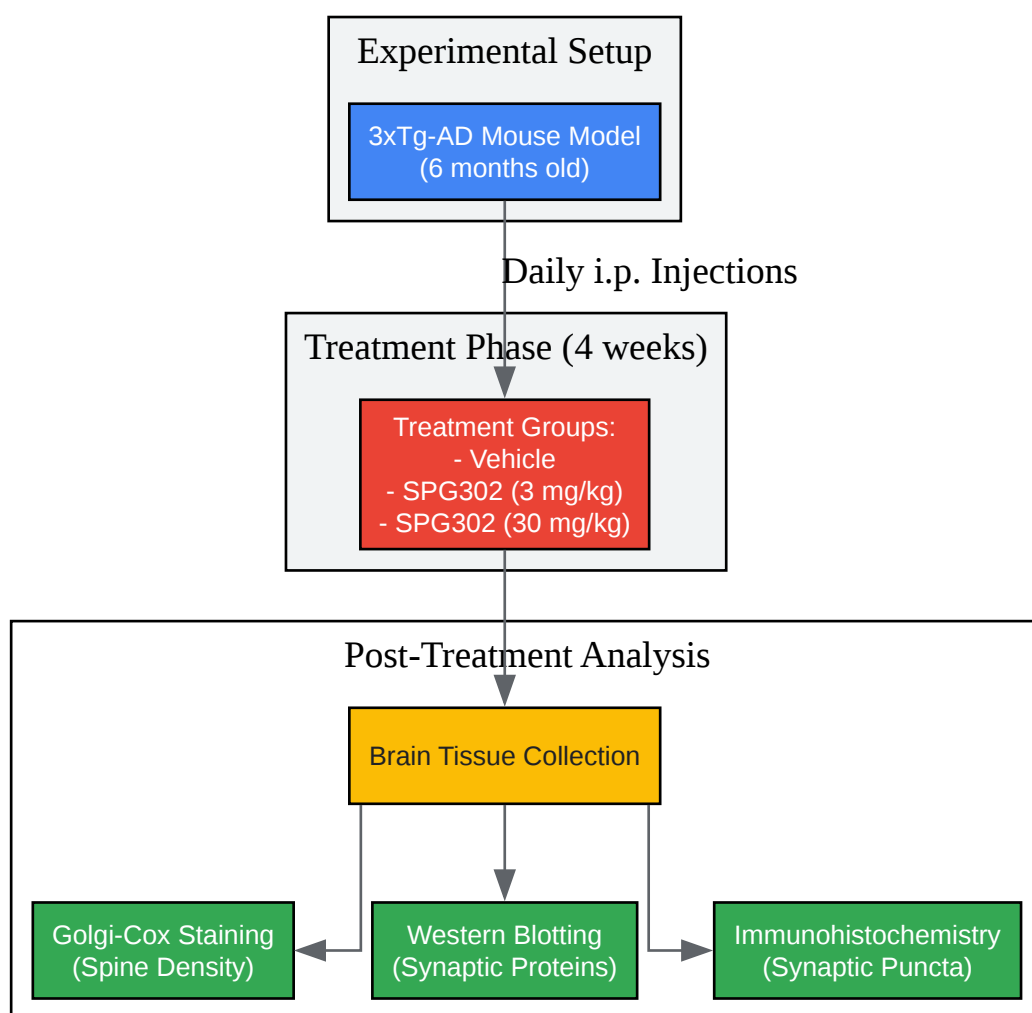 Experimental Setup
3xTg-AD Mouse Model
(6 months old)
Daily i.p. Injections
Treatment Phase (4 weeks)
Treatment Groups:
- Vehicle
- SPG302 (3 mg/kg)
- SPG302 (30 mg/kg)
Post-Treatment Analysis
Brain Tissue Collection
Golgi-Cox Staining
(Spine Density)
Western Blotting
(Synaptic Proteins)
Immunohistochemistry
(Synaptic Puncta)